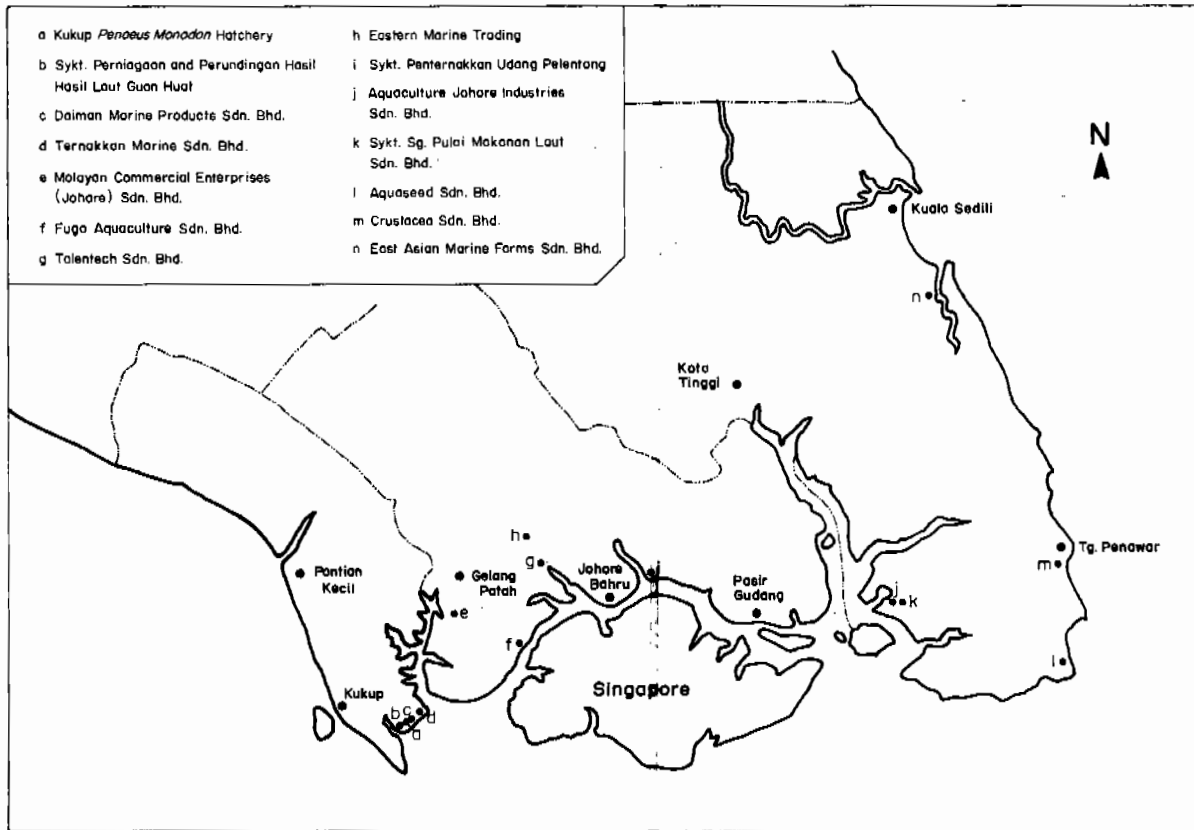 a Kukup Penaeus Monodon Hatchery
b Sykt. Perniagaan and Perundingan Hasil
Hasil Laut Guan Huat
c Daiman Marine Products Sdn. Bhd.
d Ternakkan Marine Sdn. Bhd.
e Malayan Commercial Enterprises
(Johore) Sdn. Bhd.
f Fuga Aquaculture Sdn. Bhd.
g Talentech Sdn. Bhd.
h Eastern Marine Trading
i Sykt. Penternakkan Udang Pelentong
j Aquaculture Johore Industries
Sdn. Bhd.
k Sykt. Sg. Pulai Makanan Laut
Sdn. Bhd.
l Aquaseed Sdn. Bhd.
m Crustacea Sdn. Bhd.
n East Asian Marine Farms Sdn. Bhd.
N
Kuala Sedili
n
Kota
Tinggi
h
g
Johore
Bahru
i
Tg. Penawar
m
Pontian
Kecil
Gelang
Patah
Pasir
Gudang
j
k
e
f
l
Singapore
Kukup
b
c
d
a